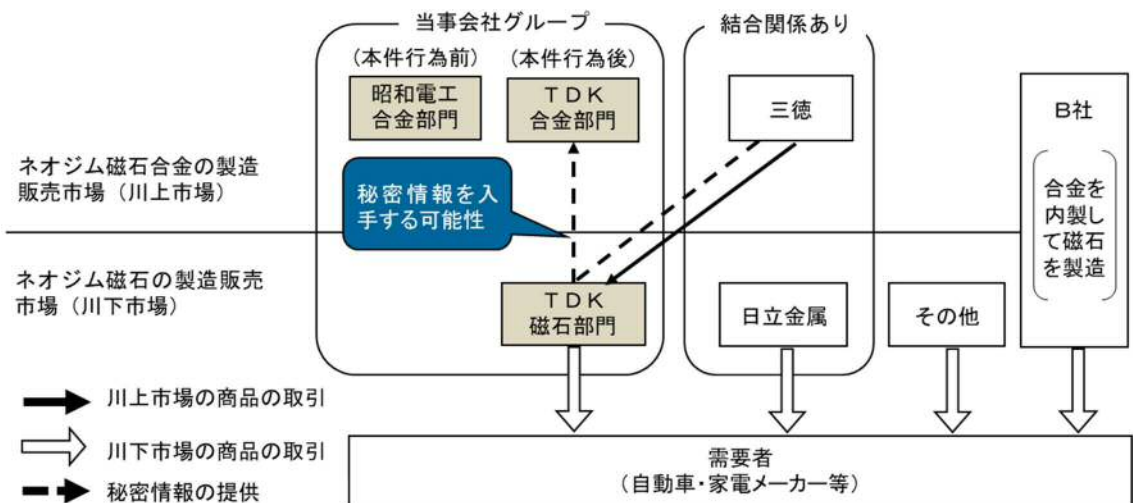 当事会社グループ
結合関係あり
(本件行為前)
(本件行為後)
昭和電工
合金部門
ＴＤＫ
合金部門
三徳
Ｂ社
合金を
内製し
て磁石
を製造
ネオジム磁石合金の製造
販売市場（川上市場）
秘密情報を入
手する可能性
ネオジム磁石の製造販売
市場（川下市場）
ＴＤＫ
磁石部門
日立金属
その他
川上市場の商品の取引
川下市場の商品の取引
秘密情報の提供
需要者
（自動車・家電メーカー等）